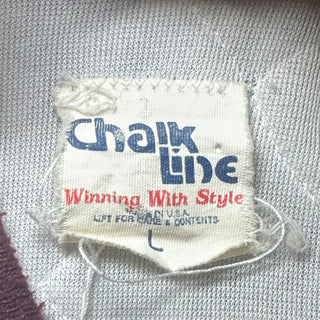 Chalk
Line
Winning With Style
MADE IN U.S.A.
LIFT FOR CARE & CONTENTS
L